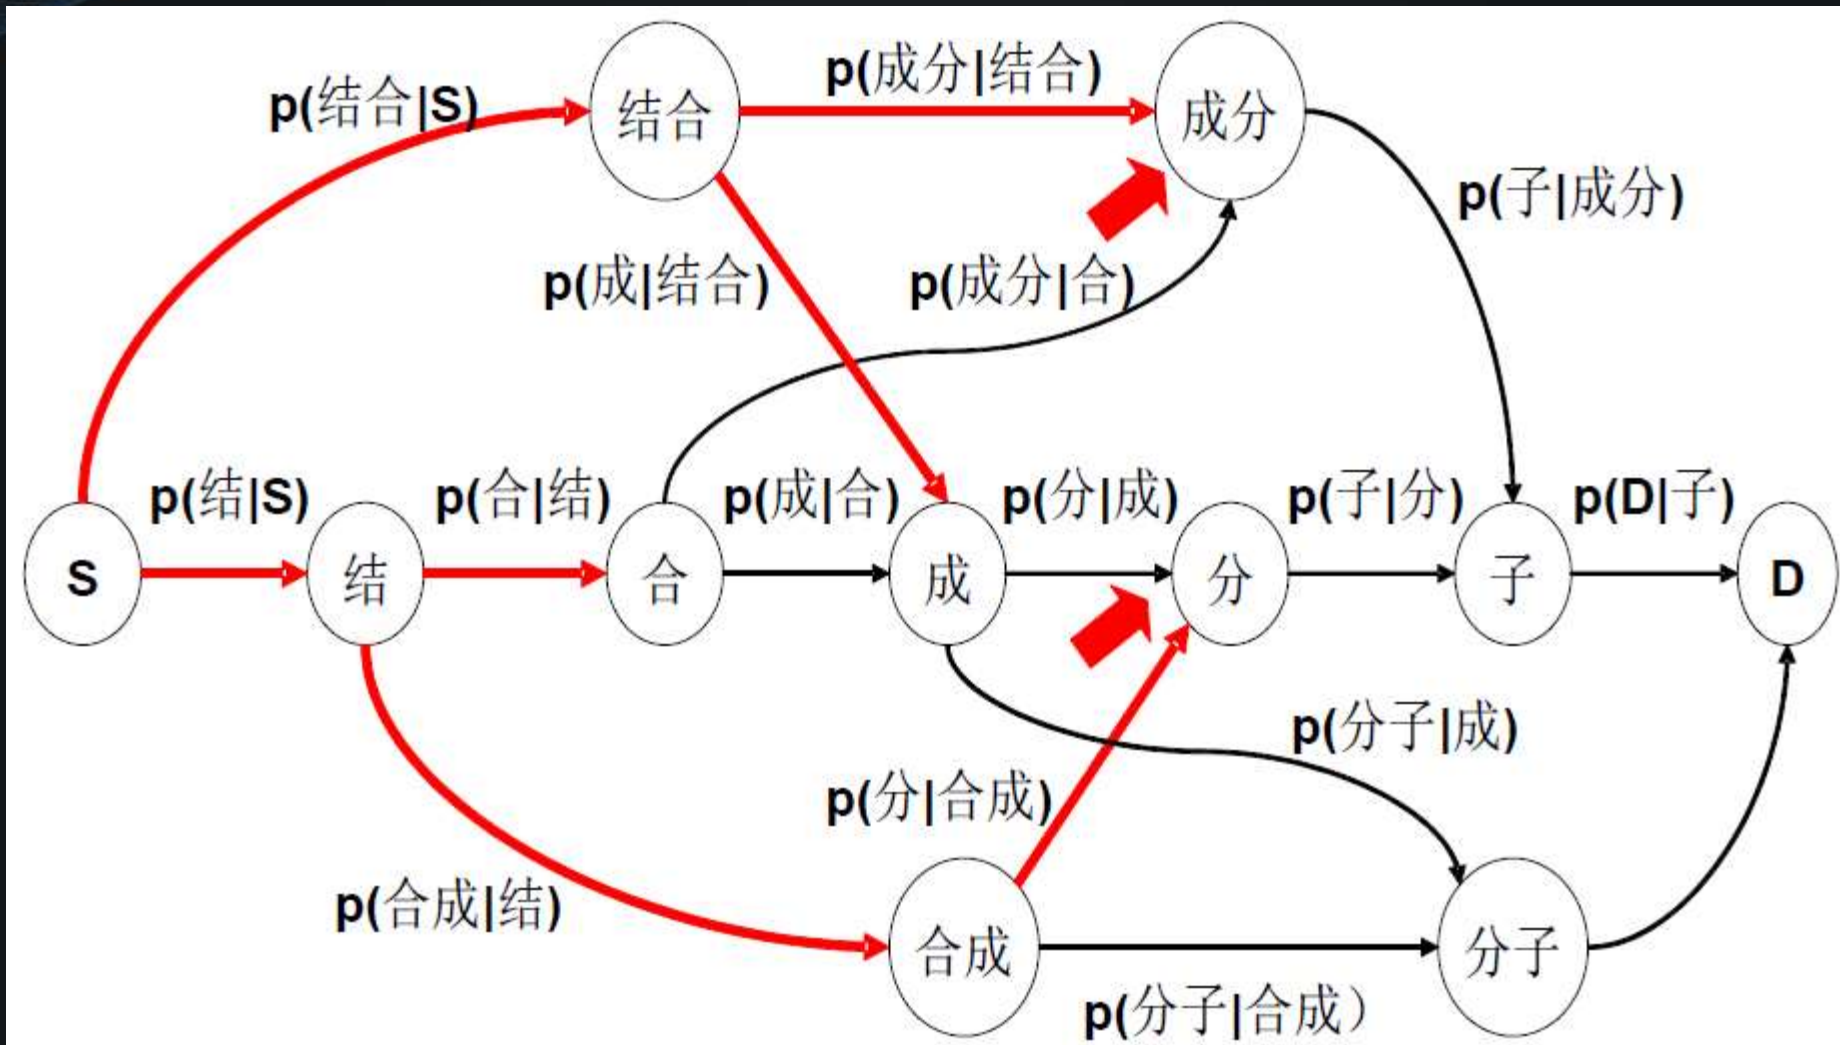 p(结合|S)
结合
p(成分|结合)
成分
p(子|成分)
p(成|结合)
p(成分|合)
S
p(结|S)
结
p(合|结)
合
p(成|合)
成
p(分|成)
分
p(子|分)
子
p(D|子)
D
p(分子|成)
p(分|合成)
p(合成|结)
合成
p(分子|合成）
分子